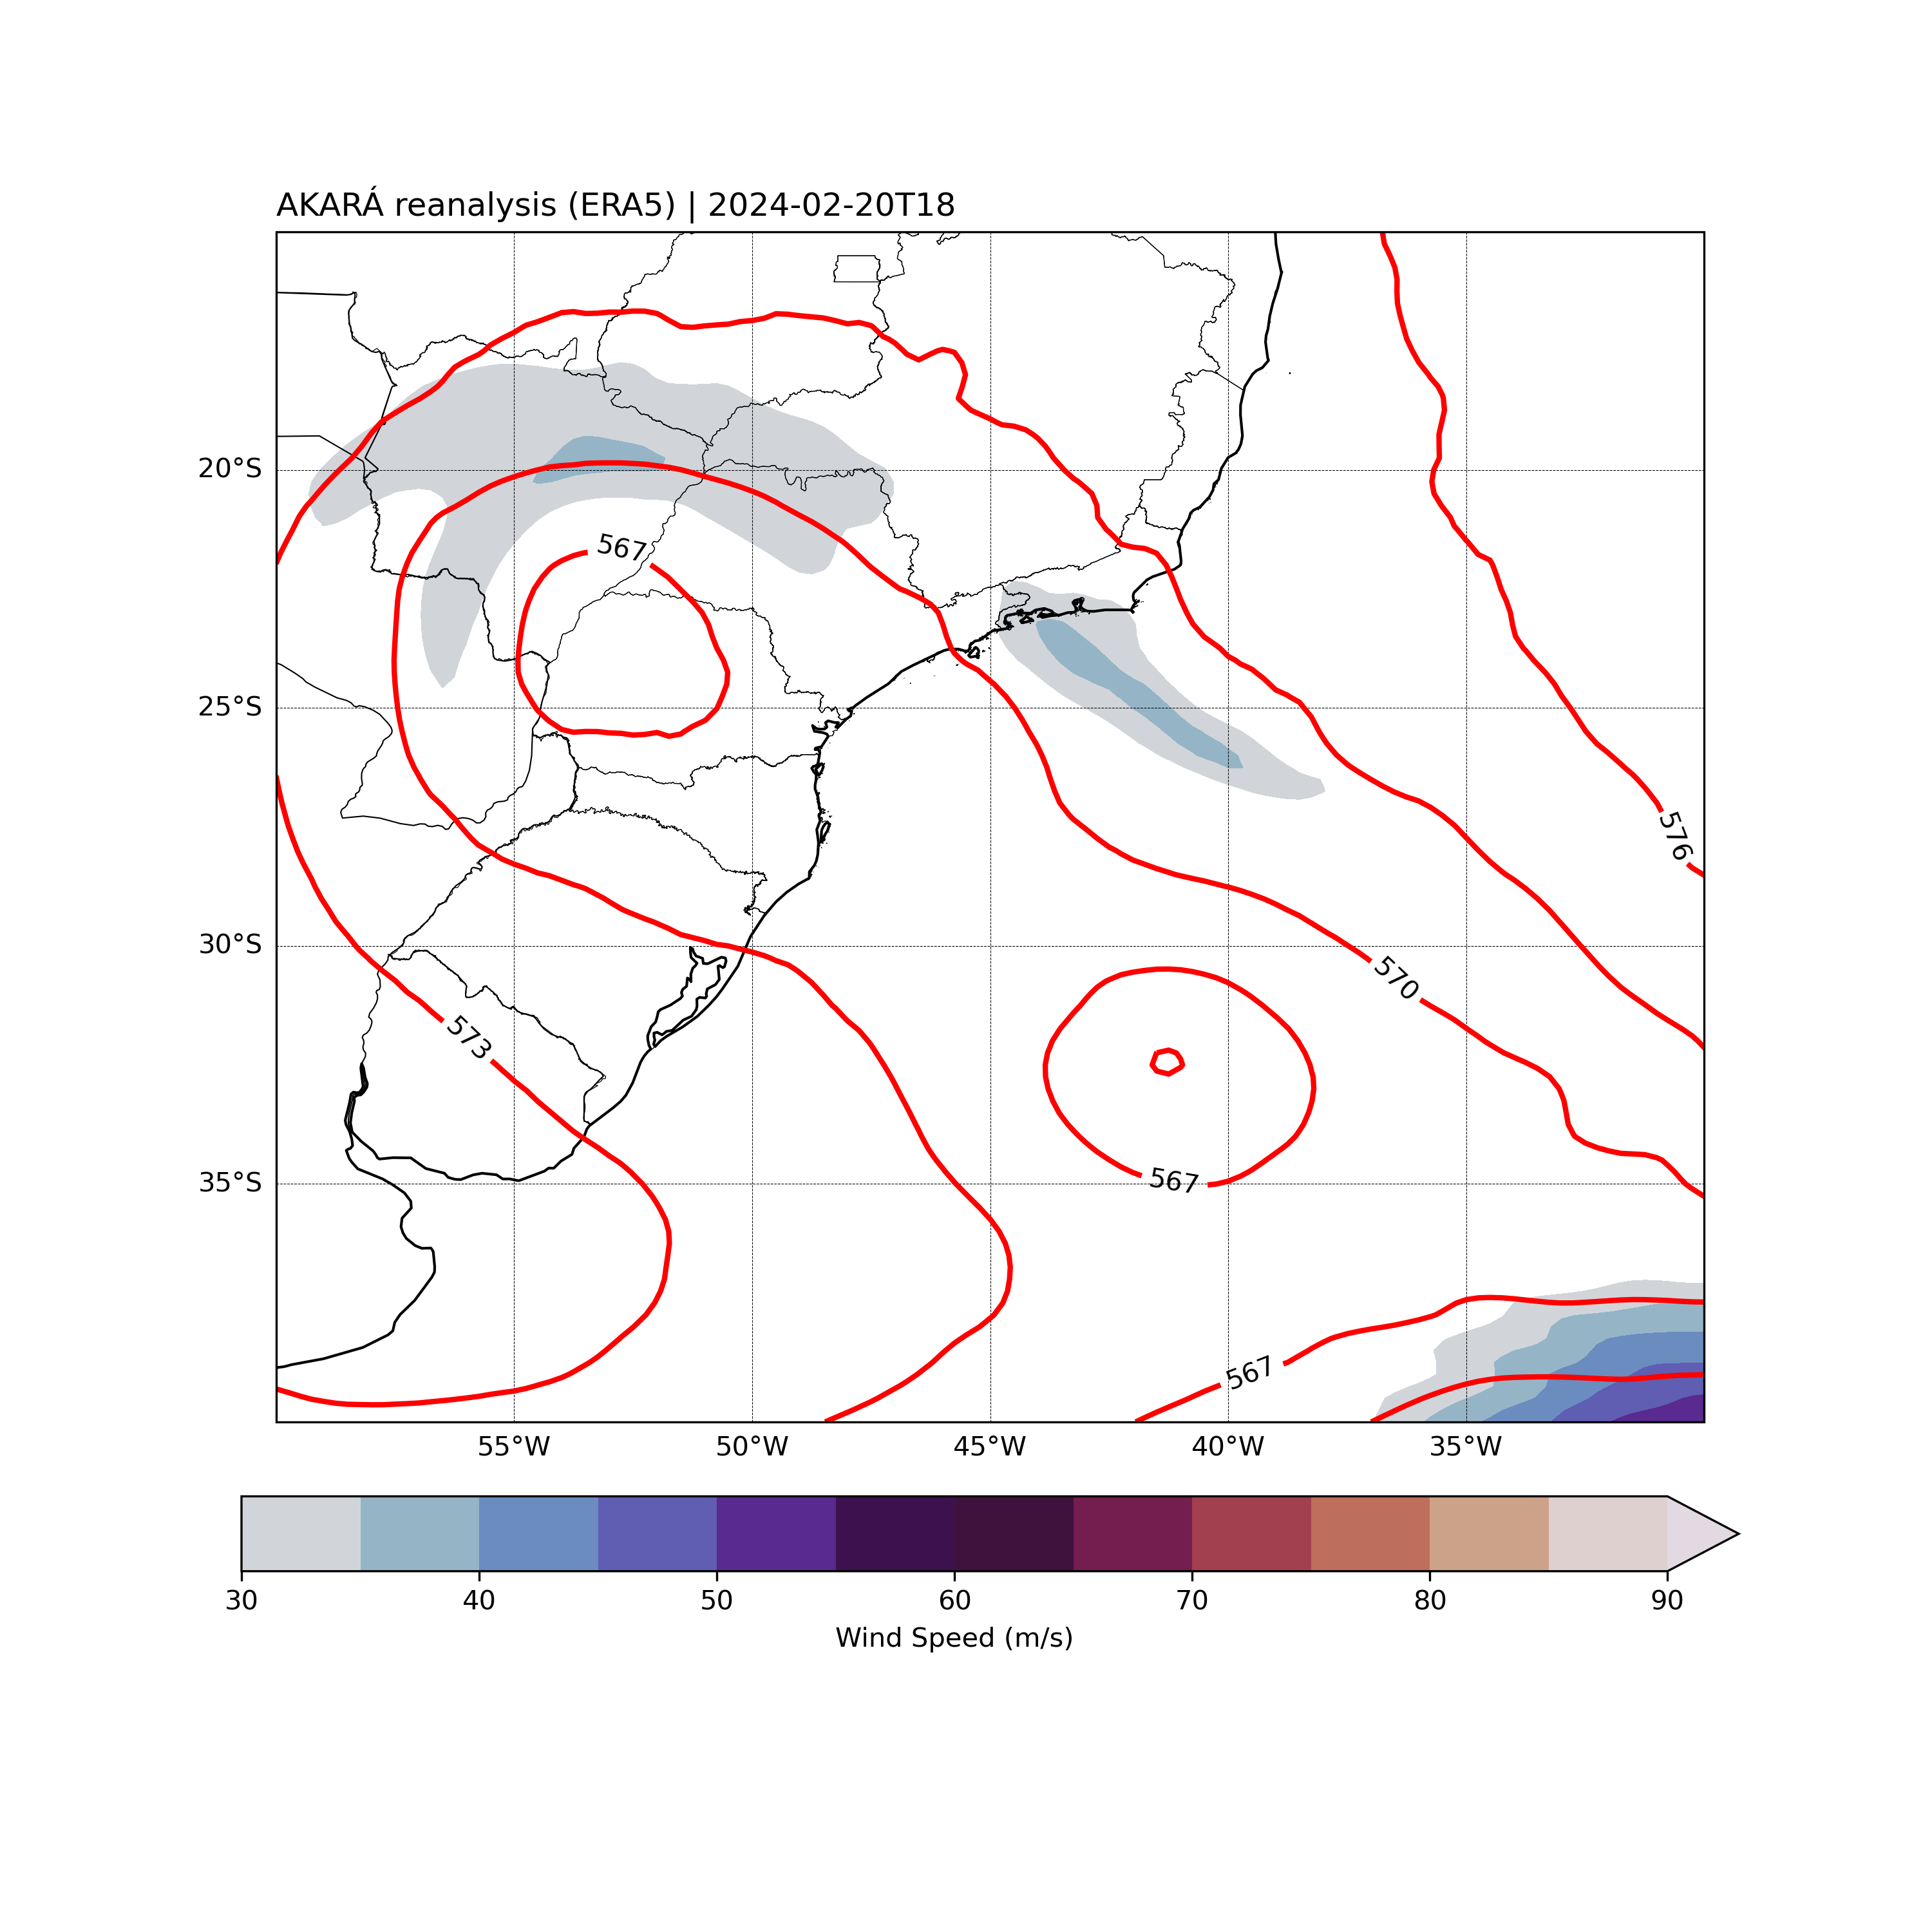 AKARÁ reanalysis (ERA5) | 2024-02-20T18
20°S
567
25°S
576
30°S
570
573
567
35°S
567
55°W 50°W 45°W 40°W 35°W
30 40 50 60 70 80 90
Wind Speed (m/s)